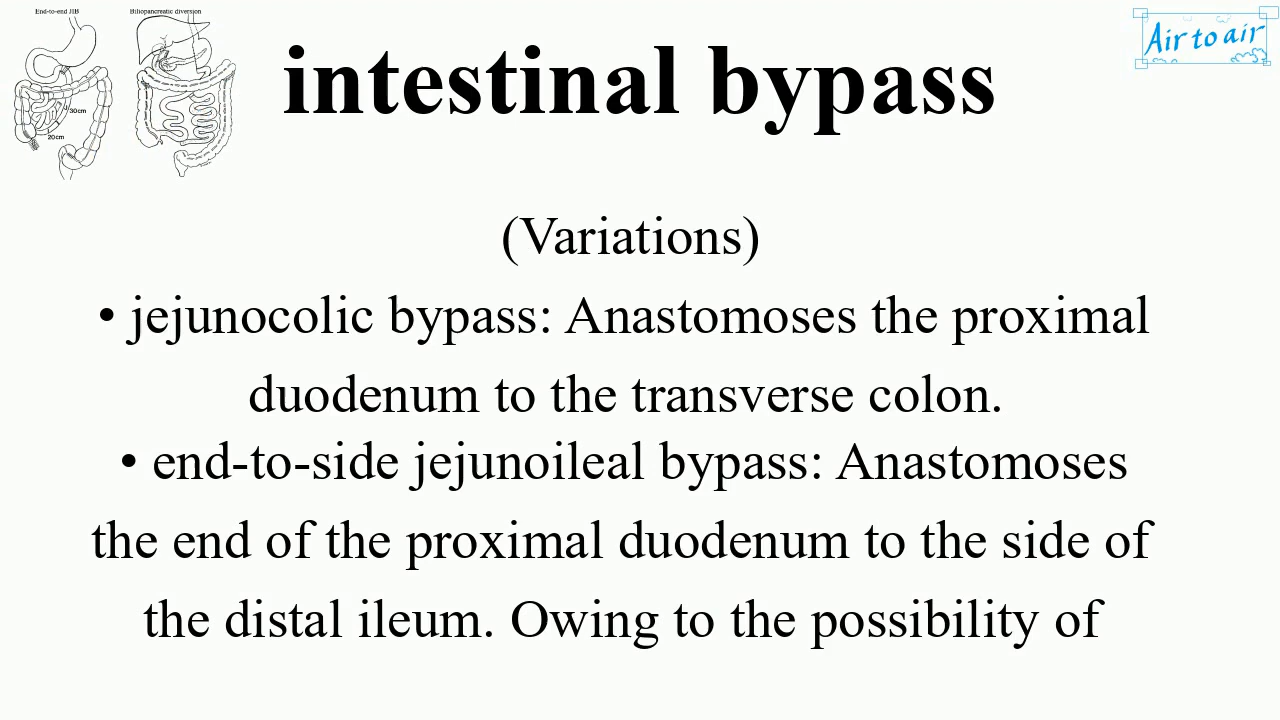 End-to-end JIB
Biliopancreatic diversion
30cm
20cm
Air to air
intestinal bypass
(Variations)
• jejunocolic bypass: Anastomoses the proximal
duodenum to the transverse colon.
• end-to-side jejunoileal bypass: Anastomoses
the end of the proximal duodenum to the side of
the distal ileum. Owing to the possibility of